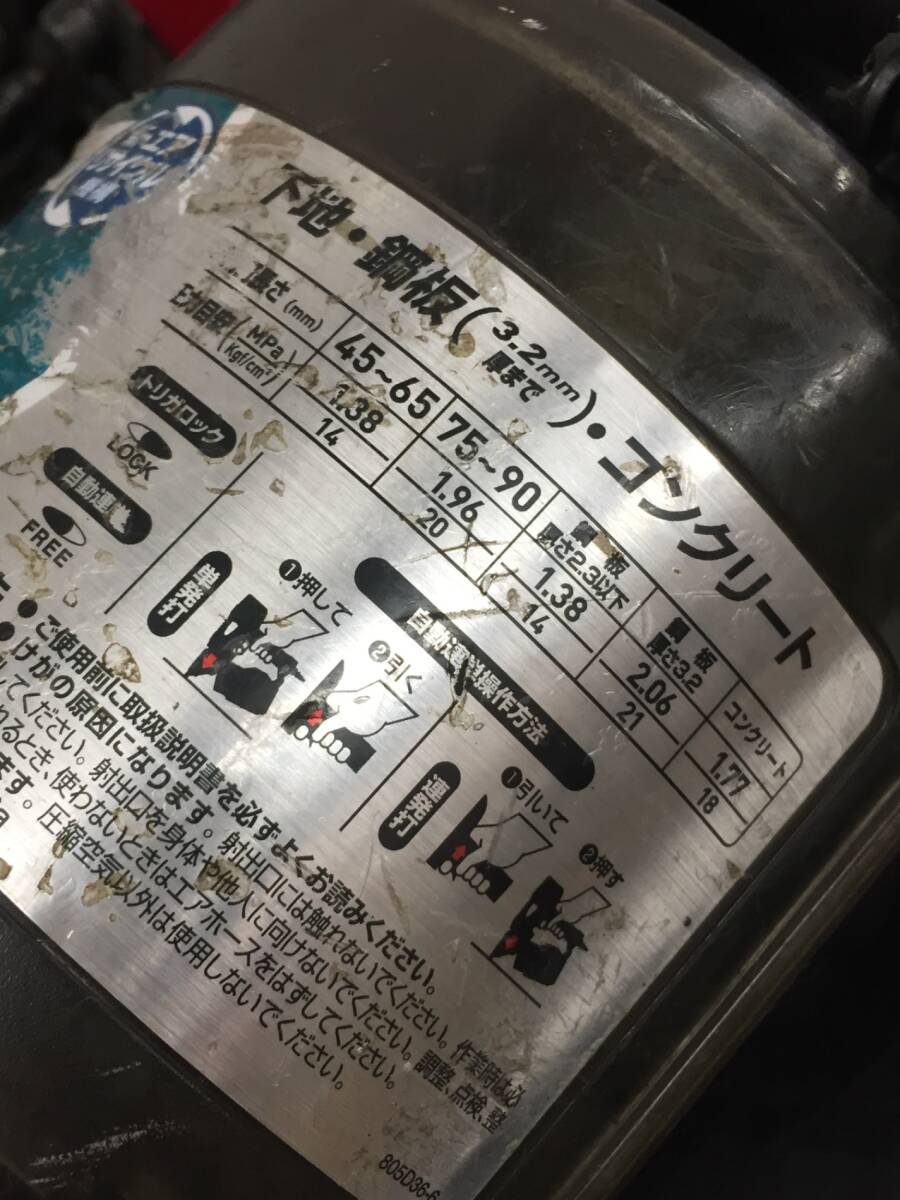 下地・鋼板(3.2mm厚まで)・コンクリート
長さ(mm) 45~65 75~90 鋼板厚さ2.3以下 鋼板厚さ3.2 コンクリート
力目安(MPa) 1.38 1.96 1.38 2.06 1.77
(Kgf/cm²) 14 20 14 21 18
トリガロック
LOCK
自動連
FREE
自動連送操作方法
単発打
①押して
②引く
連発打
①引いて
②押す
●ご使用前に取扱説明書を必ずよくお読みください。
●けがの原因になります。射出口には触れないでください。作業時は必
してください。射出口を身体や他人に向けないでください。調整、点検、整
れるとき、使わないときはエアホースをはずしてください。
ます。圧縮空気以外は使用しないでください。
805D36-6